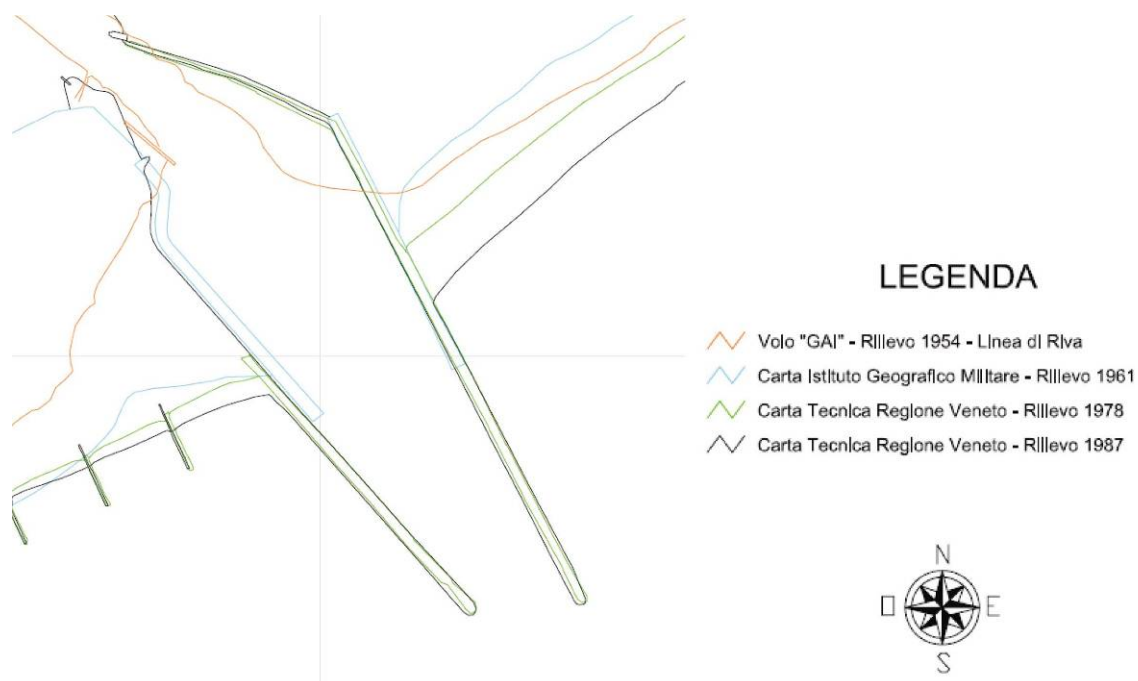 LEGENDA
Volo "GAI" - Rilievo 1954 - Linea di Riva
Carta Istituto Geografico Militare - Rilievo 1961
Carta Tecnica Regione Veneto - Rilievo 1978
Carta Tecnica Regione Veneto - Rilievo 1987
N
O E
S